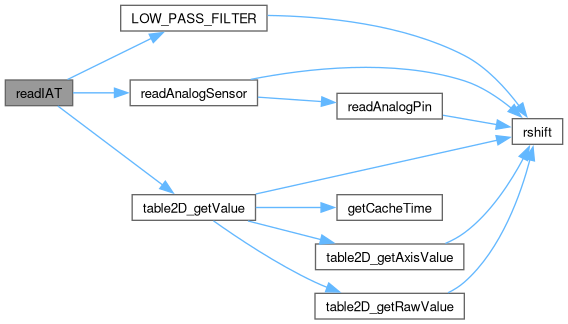 LOW_PASS_FILTER
readIAT
readAnalogSensor
readAnalogPin
rshift
table2D_getValue
getCacheTime
table2D_getAxisValue
table2D_getRawValue